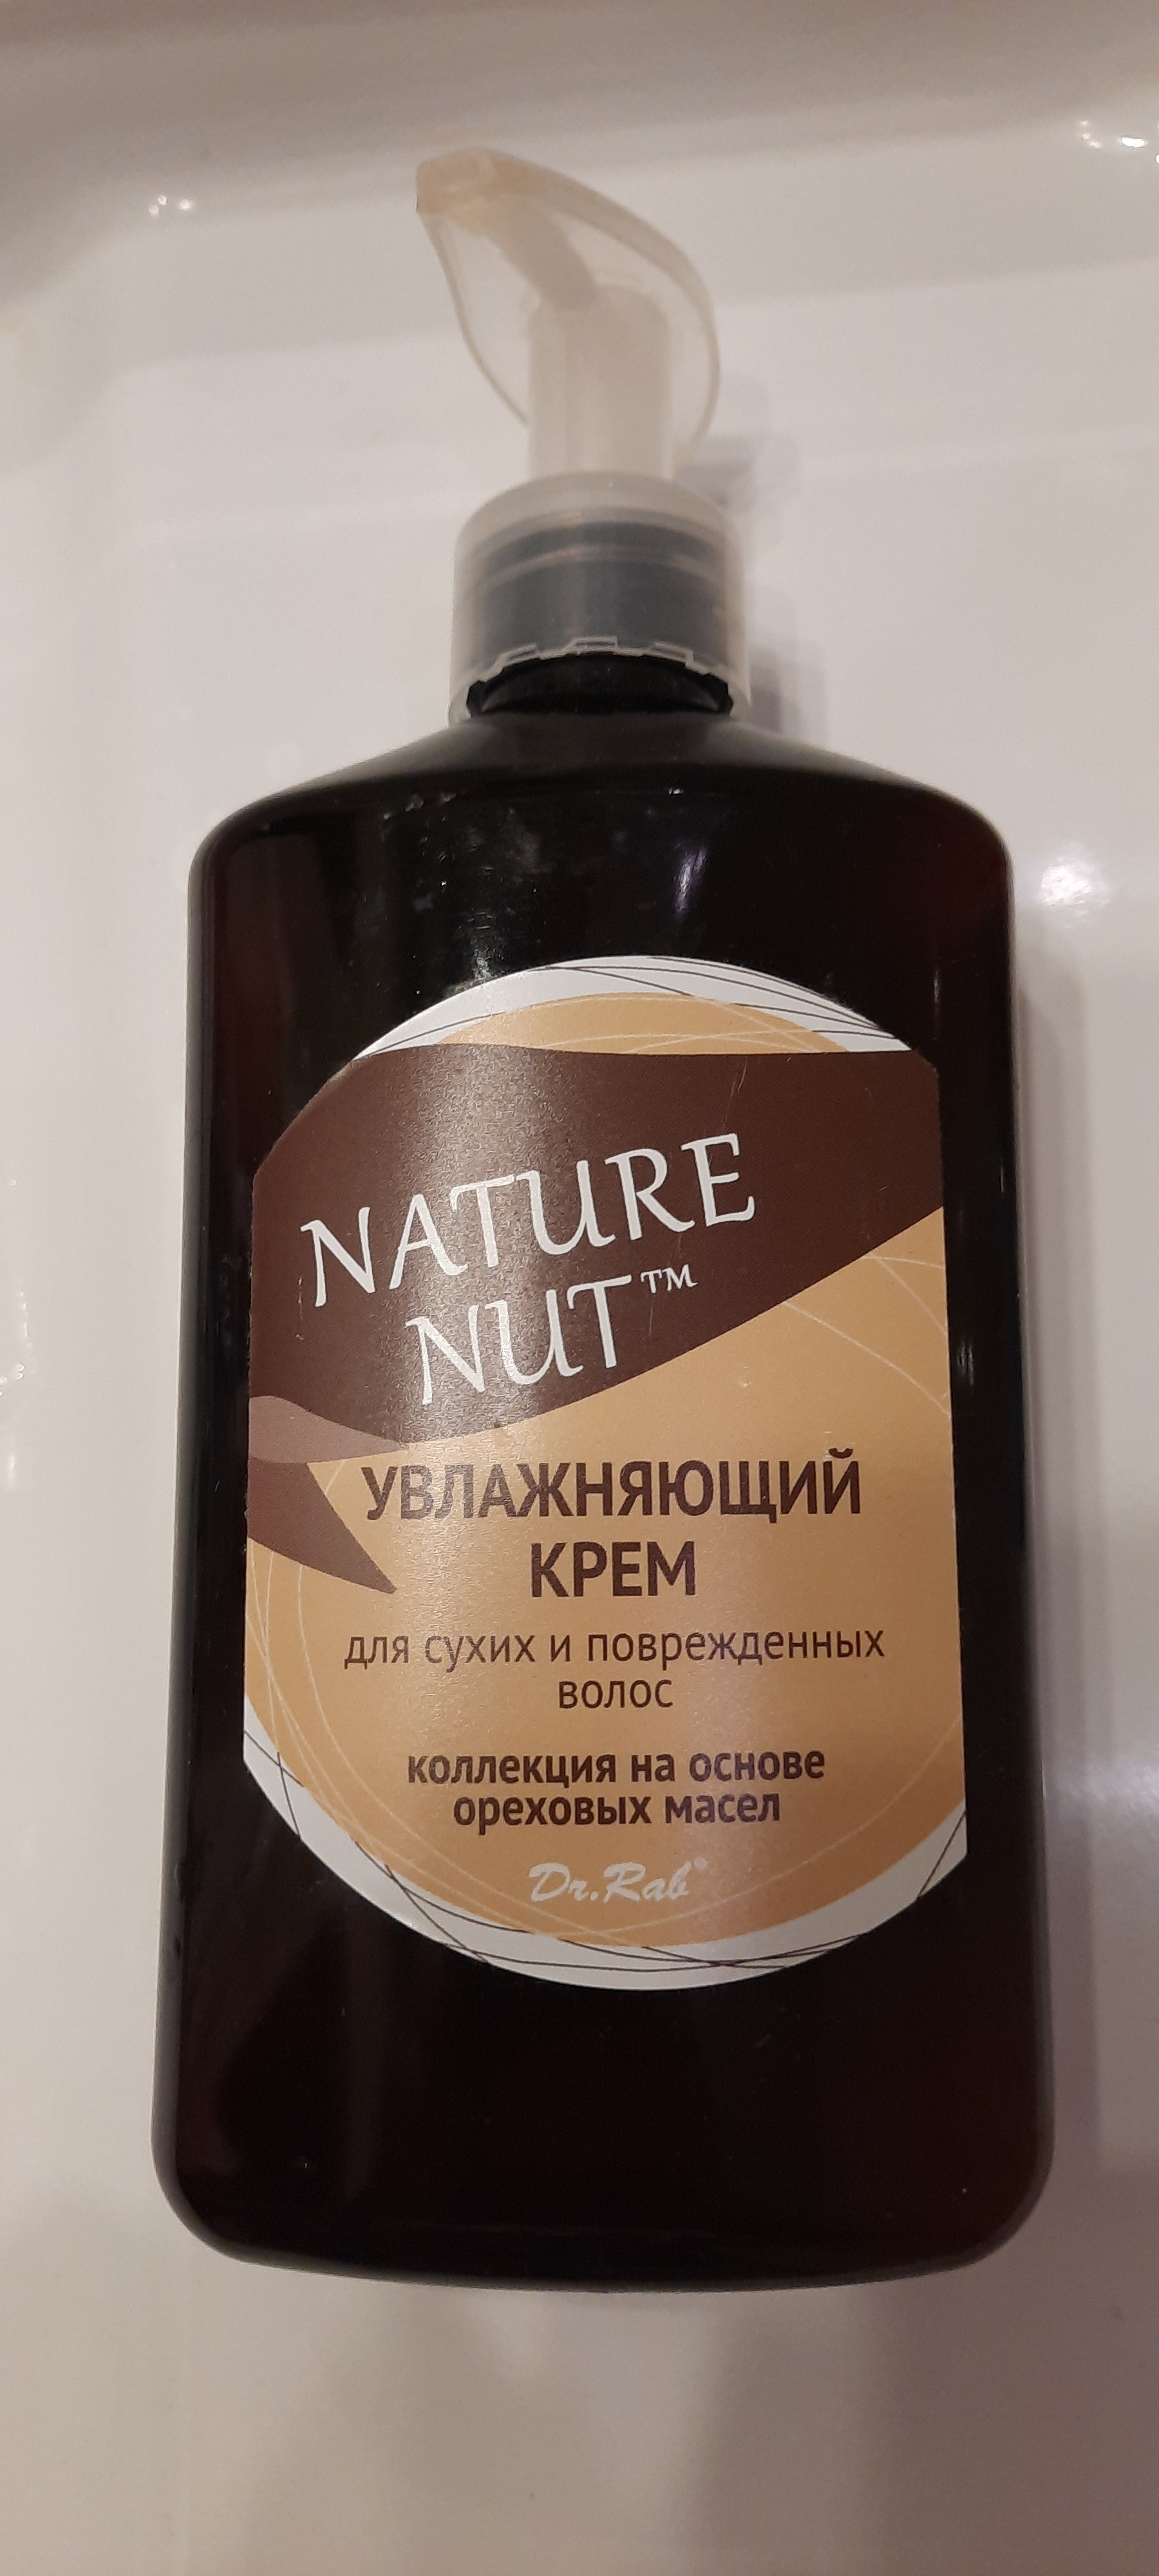 NATURE
NUT™
УВЛАЖНЯЮЩИЙ
КРЕМ
для сухих и поврежденных
волос
коллекция на основе
ореховых масел
Dr.Rab®